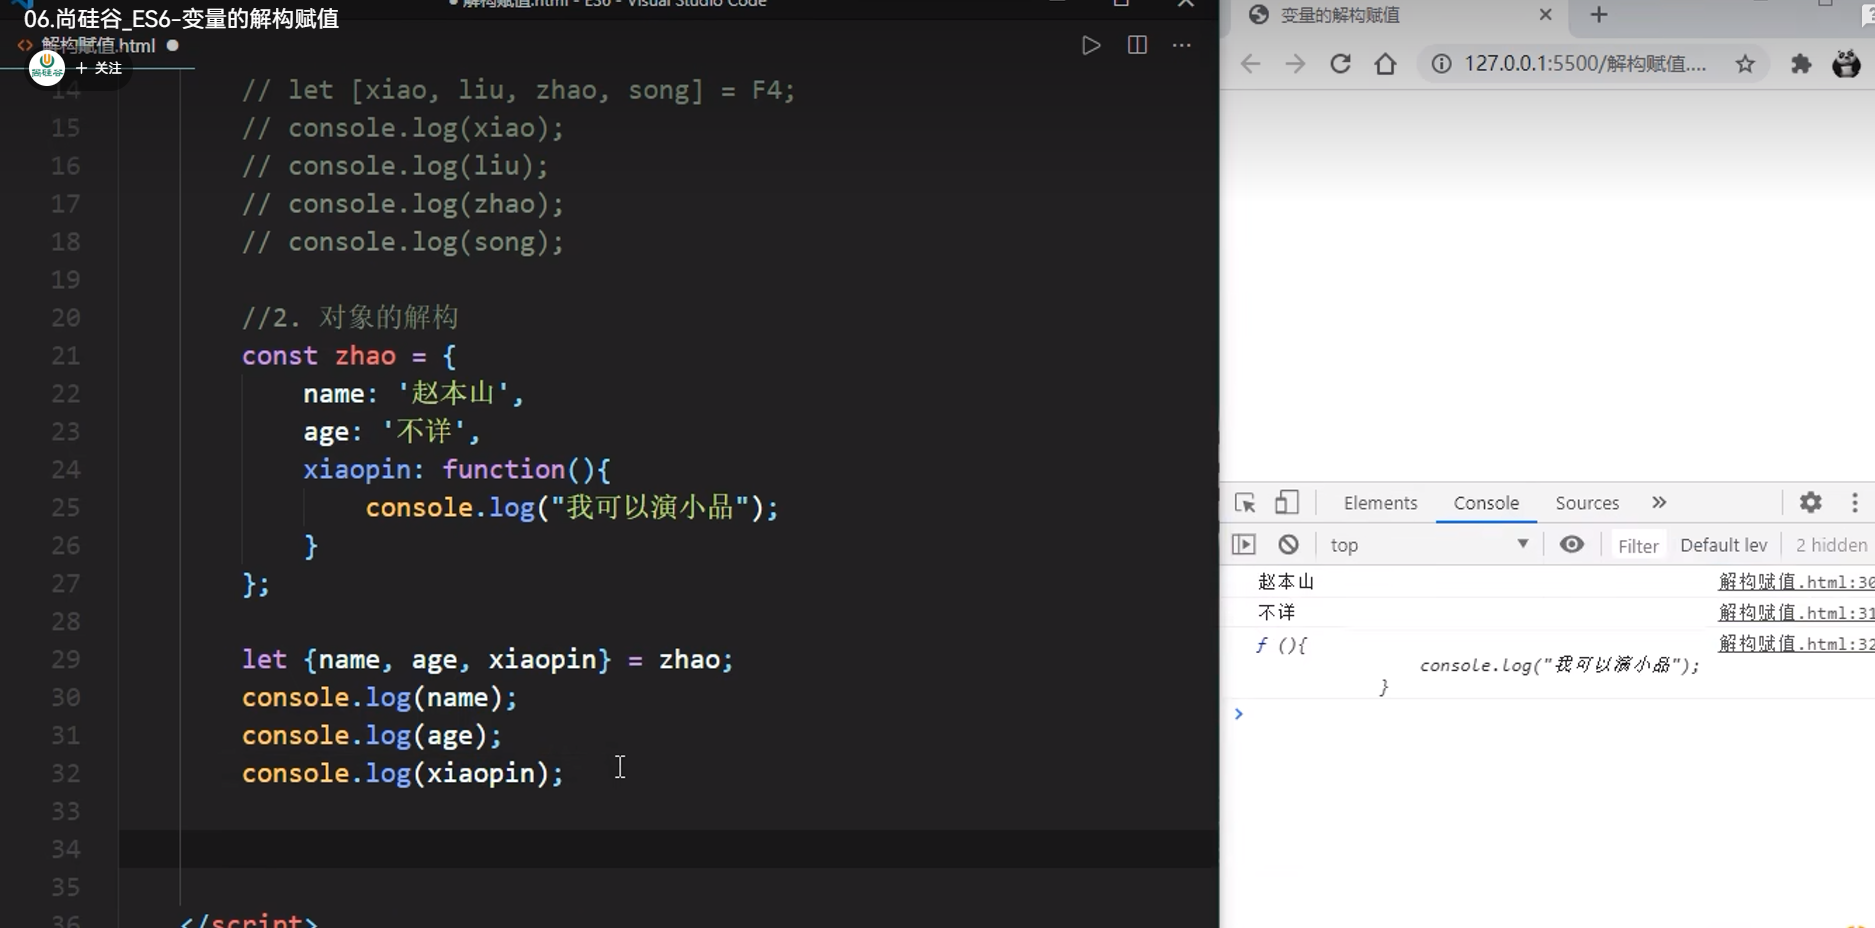 06.尚硅谷_ES6-变量的解构赋值
解构赋值.html - ES6 - Visual Studio Code
解构赋值.html
尚硅谷
+ 关注
14 // let [xiao, liu, zhao, song] = F4;
15 // console.log(xiao);
16 // console.log(liu);
17 // console.log(zhao);
18 // console.log(song);
19
20 //2. 对象的解构
21 const zhao = {
22 name: '赵本山',
23 age: '不详',
24 xiaopin: function(){
25 console.log("我可以演小品");
26 }
27 };
28
29 let {name, age, xiaopin} = zhao;
30 console.log(name);
31 console.log(age);
32 console.log(xiaopin);
33
34
35
36 </script>
变量的解构赋值
127.0.0.1:5500/解构赋值....
Elements Console Sources »
top Filter Default lev 2 hidden
赵本山 解构赋值.html:30
不详 解构赋值.html:31
f (){ 解构赋值.html:32
console.log("我可以演小品");
}